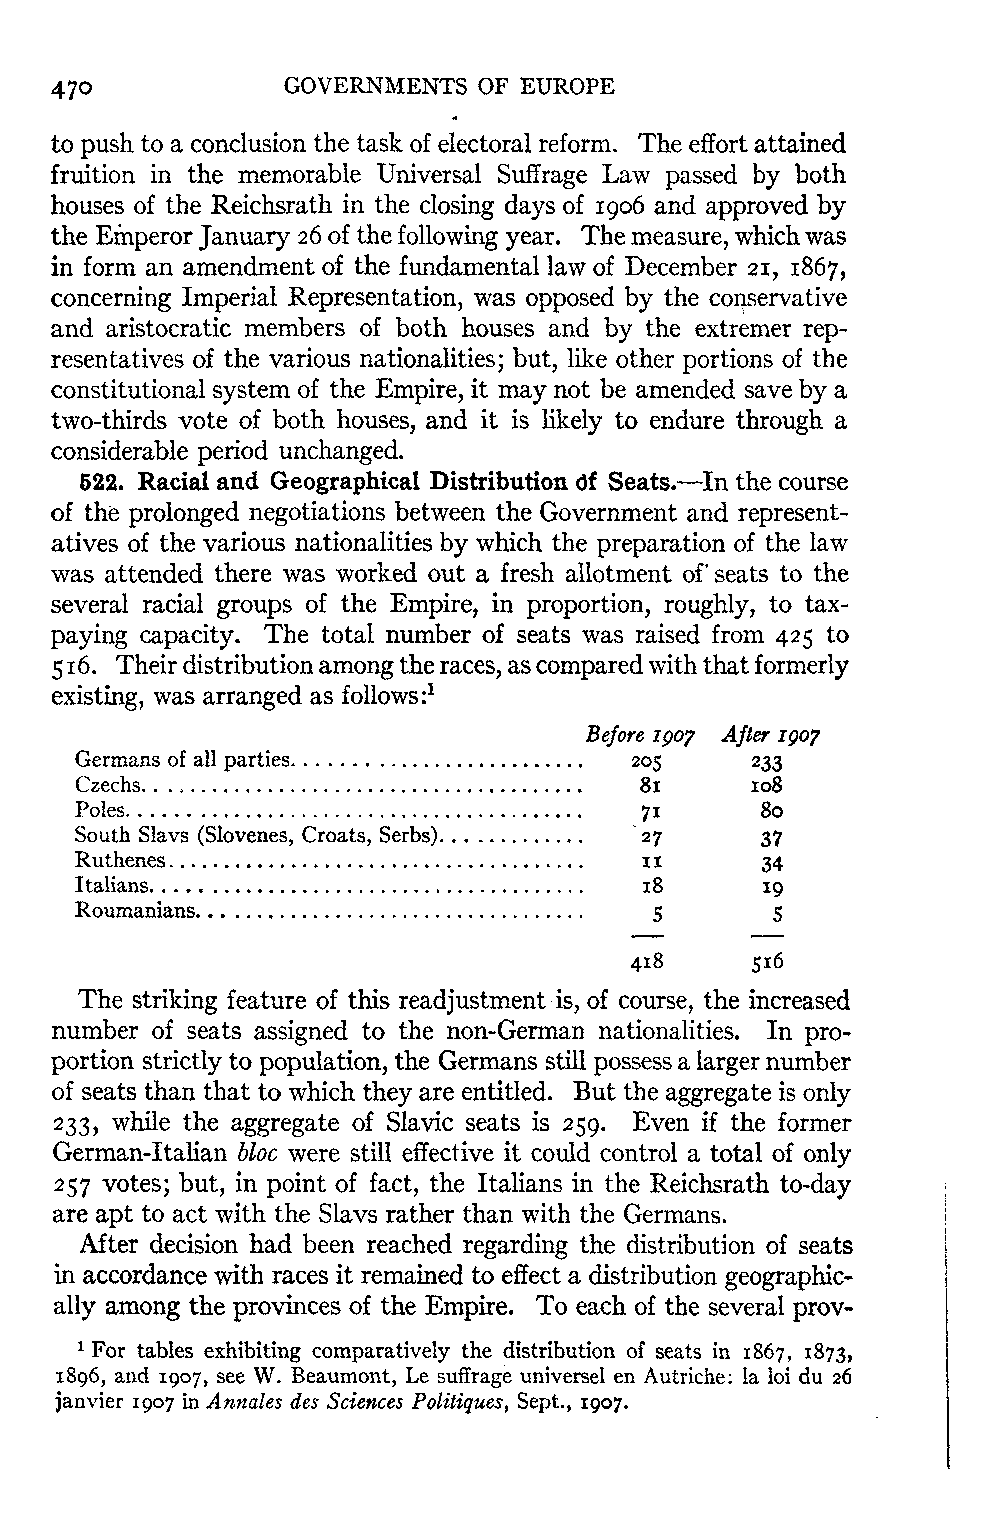 470 GOVERNMENTS OF EUROPE
to push to a conclusion the task of electoral reform. The effort attained
fruition in the memorable Universal Suffrage Law passed by both
houses of the Reichsrath in the closing days of 1906 and approved by
the Emperor January 26 of the following year. The measure, which was
in form an amendment of the fundamental law of December 21, 1867,
concerning Imperial Representation, was opposed by the conservative
and aristocratic members of both houses and by the extremer rep-
resentatives of the various nationalities; but, like other portions of the
constitutional system of the Empire, it may not be amended save by a
two-thirds vote of both houses, and it is likely to endure through a
considerable period unchanged.
522. Racial and Geographical Distribution of Seats.—In the course
of the prolonged negotiations between the Government and represent-
atives of the various nationalities by which the preparation of the law
was attended there was worked out a fresh allotment of seats to the
several racial groups of the Empire, in proportion, roughly, to tax-
paying capacity. The total number of seats was raised from 425 to
516. Their distribution among the races, as compared with that formerly
existing, was arranged as follows:¹
Before 1907 After 1907
Germans of all parties........................... 205 233
Czechs........................................ 81 108
Poles.......................................... 71 80
South Slavs (Slovenes, Croats, Serbs)............. 27 37
Ruthenes...................................... 11 34
Italians........................................ 18 19
Roumanians................................... 5 5
418 516
The striking feature of this readjustment is, of course, the increased
number of seats assigned to the non-German nationalities. In pro-
portion strictly to population, the Germans still possess a larger number
of seats than that to which they are entitled. But the aggregate is only
233, while the aggregate of Slavic seats is 259. Even if the former
German-Italian bloc were still effective it could control a total of only
257 votes; but, in point of fact, the Italians in the Reichsrath to-day
are apt to act with the Slavs rather than with the Germans.
After decision had been reached regarding the distribution of seats
in accordance with races it remained to effect a distribution geographic-
ally among the provinces of the Empire. To each of the several prov-
¹ For tables exhibiting comparatively the distribution of seats in 1867, 1873,
1896, and 1907, see W. Beaumont, Le suffrage universel en Autriche: la loi du 26
janvier 1907 in Annales des Sciences Politiques, Sept., 1907.